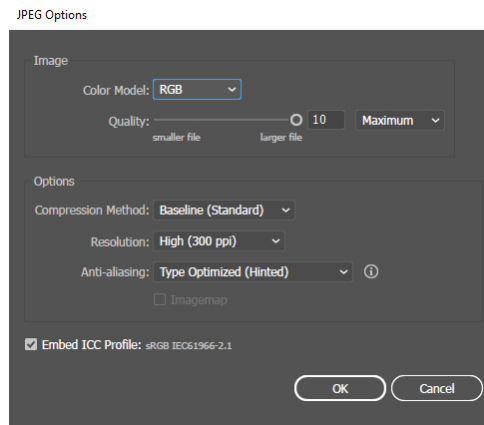 JPEG Options
Image
Color Model: RGB
Quality: 10 Maximum
smaller file larger file
Options
Compression Method: Baseline (Standard)
Resolution: High (300 ppi)
Anti-aliasing: Type Optimized (Hinted)
Imagemap
Embed ICC Profile: sRGB IEC61966-2.1
OK Cancel